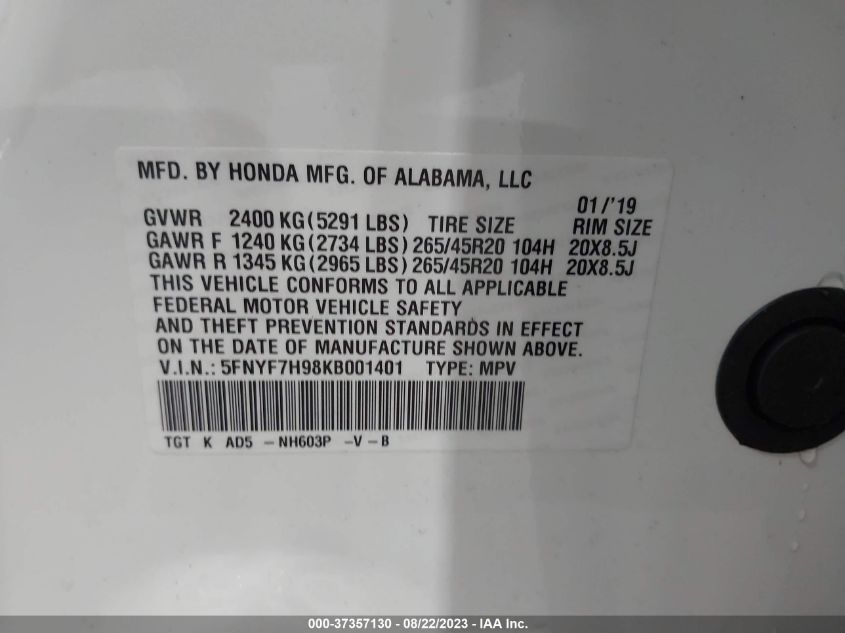 MFD. BY HONDA MFG. OF ALABAMA, LLC
01/'19
GVWR 2400 KG(5291 LBS) TIRE SIZE RIM SIZE
GAWR F 1240 KG(2734 LBS) 265/45R20 104H 20X8.5J
GAWR R 1345 KG(2965 LBS) 265/45R20 104H 20X8.5J
THIS VEHICLE CONFORMS TO ALL APPLICABLE
FEDERAL MOTOR VEHICLE SAFETY
AND THEFT PREVENTION STANDARDS IN EFFECT
ON THE DATE OF MANUFACTURE SHOWN ABOVE.
V.I.N.: 5FNYF7H98KB001401 TYPE: MPV
TGT K AD5 -NH603P -V-B
000-37357130 - 08/22/2023 - IAA Inc.